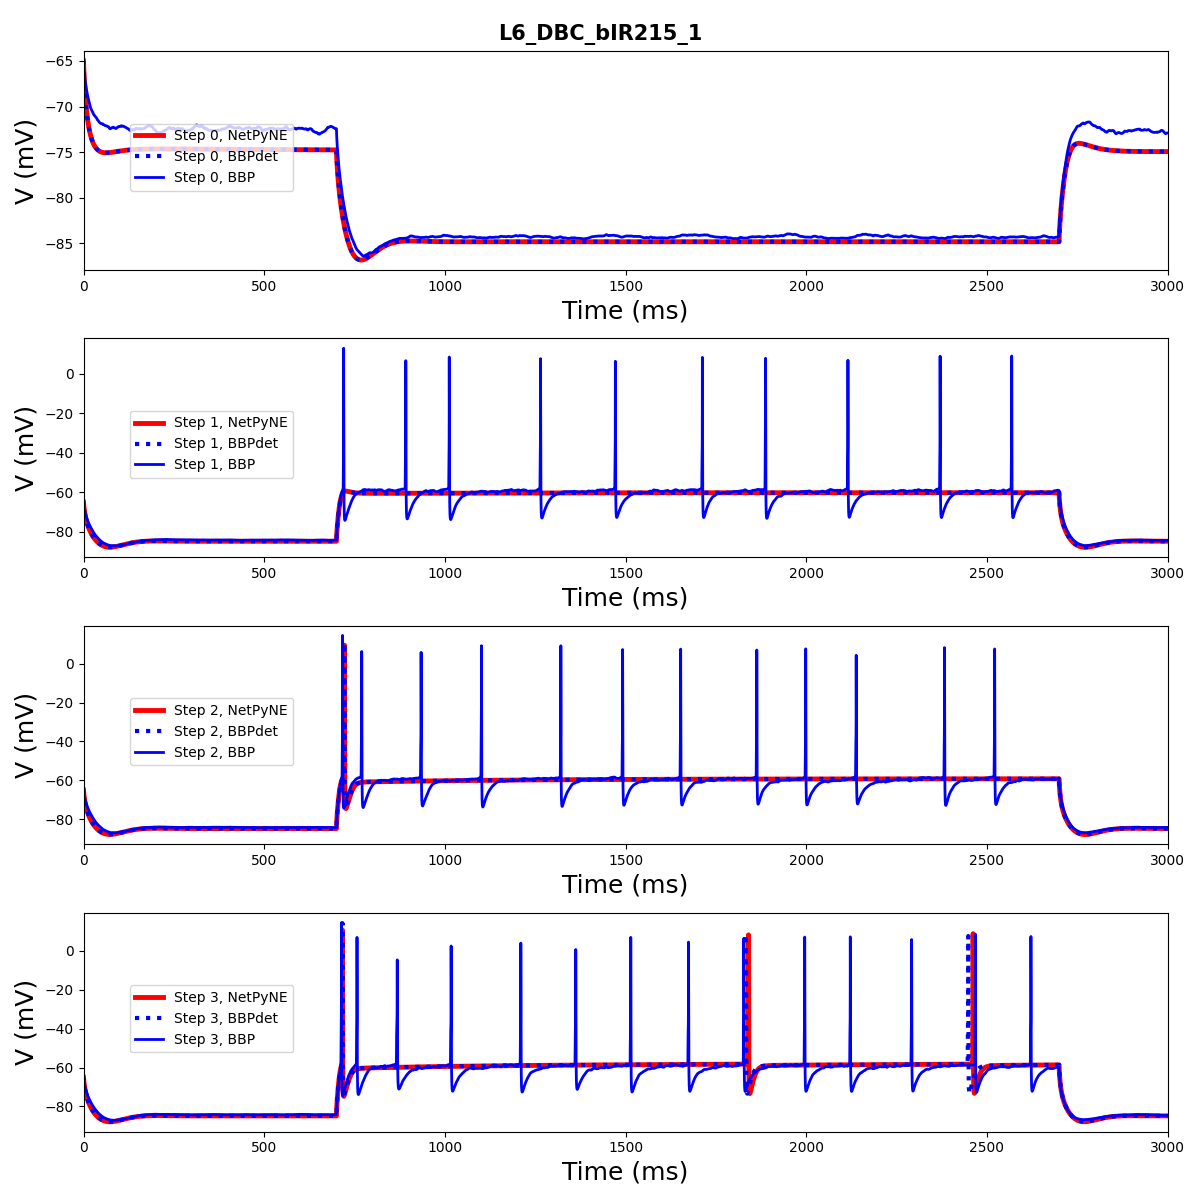 L6_DBC_bIR215_1
−65
−70
−75
−80
−85
V (mV)
Step 0, NetPyNE
Step 0, BBPdet
Step 0, BBP
0 500 1000 1500 2000 2500 3000
Time (ms)
0
−20
−40
−60
−80
V (mV)
Step 1, NetPyNE
Step 1, BBPdet
Step 1, BBP
0 500 1000 1500 2000 2500 3000
Time (ms)
0
−20
−40
−60
−80
V (mV)
Step 2, NetPyNE
Step 2, BBPdet
Step 2, BBP
0 500 1000 1500 2000 2500 3000
Time (ms)
0
−20
−40
−60
−80
V (mV)
Step 3, NetPyNE
Step 3, BBPdet
Step 3, BBP
0 500 1000 1500 2000 2500 3000
Time (ms)